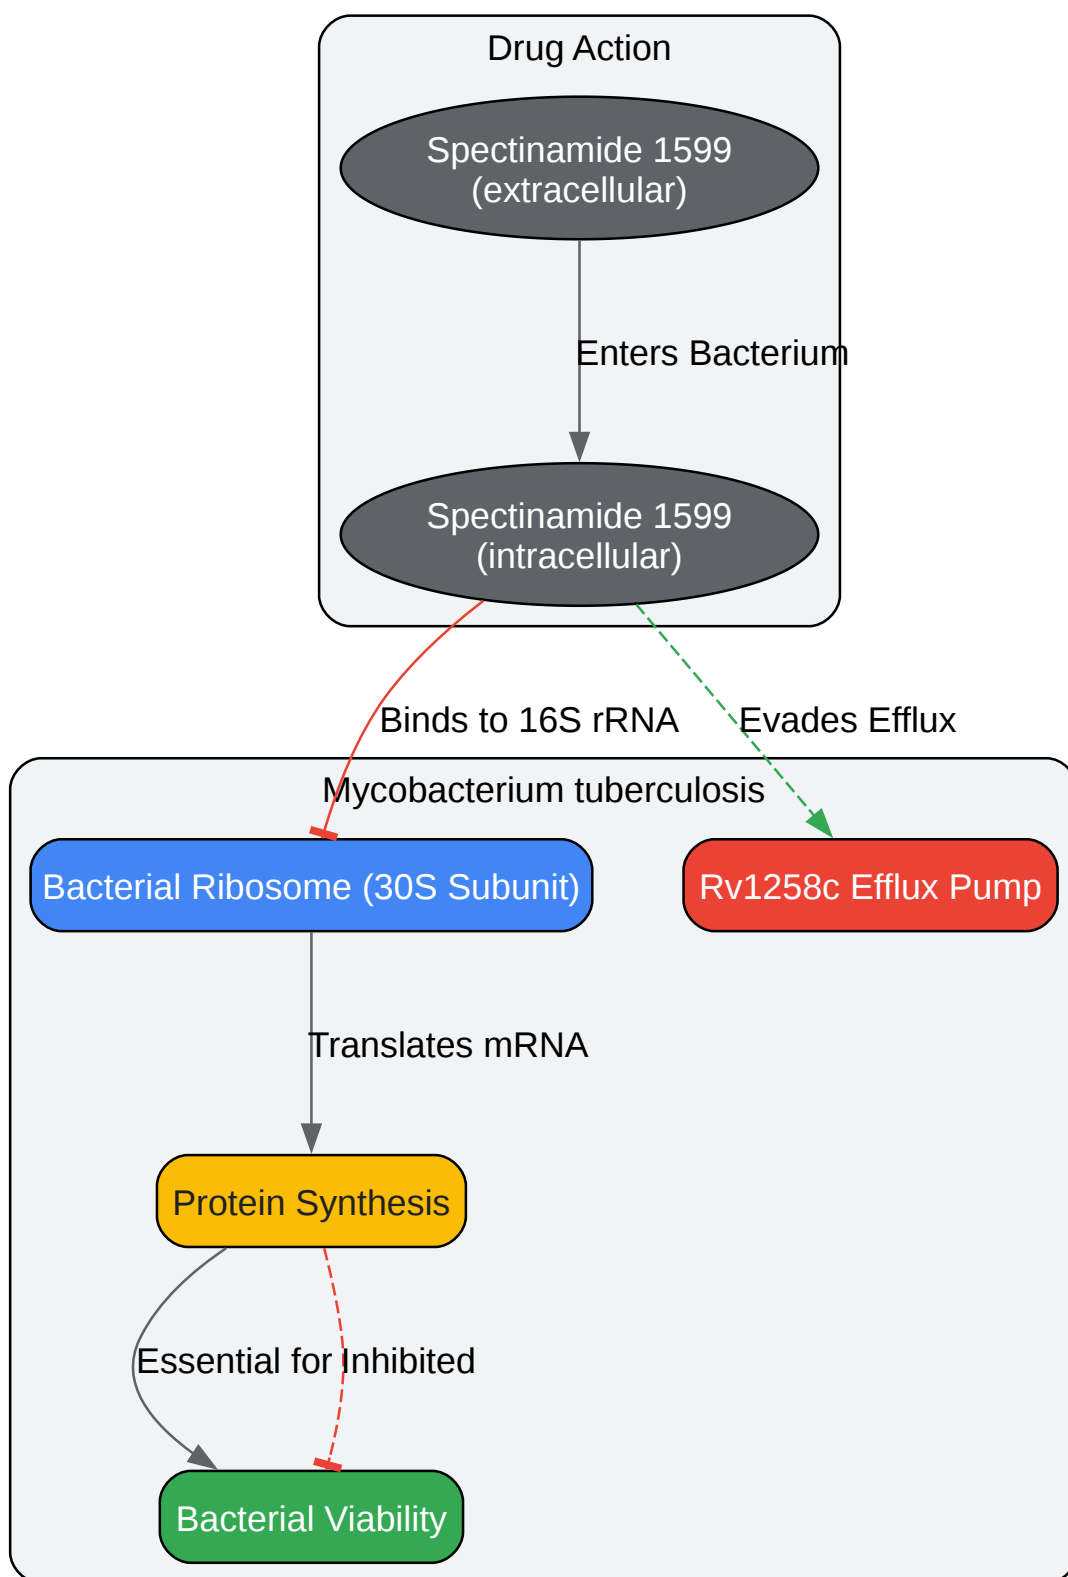 Drug Action
Spectinamide 1599
(extracellular)
Enters Bacterium
Spectinamide 1599
(intracellular)
Binds to 16S rRNA
Evades Efflux
Mycobacterium tuberculosis
Bacterial Ribosome (30S Subunit)
Rv1258c Efflux Pump
Translates mRNA
Protein Synthesis
Essential for
Inhibited
Bacterial Viability